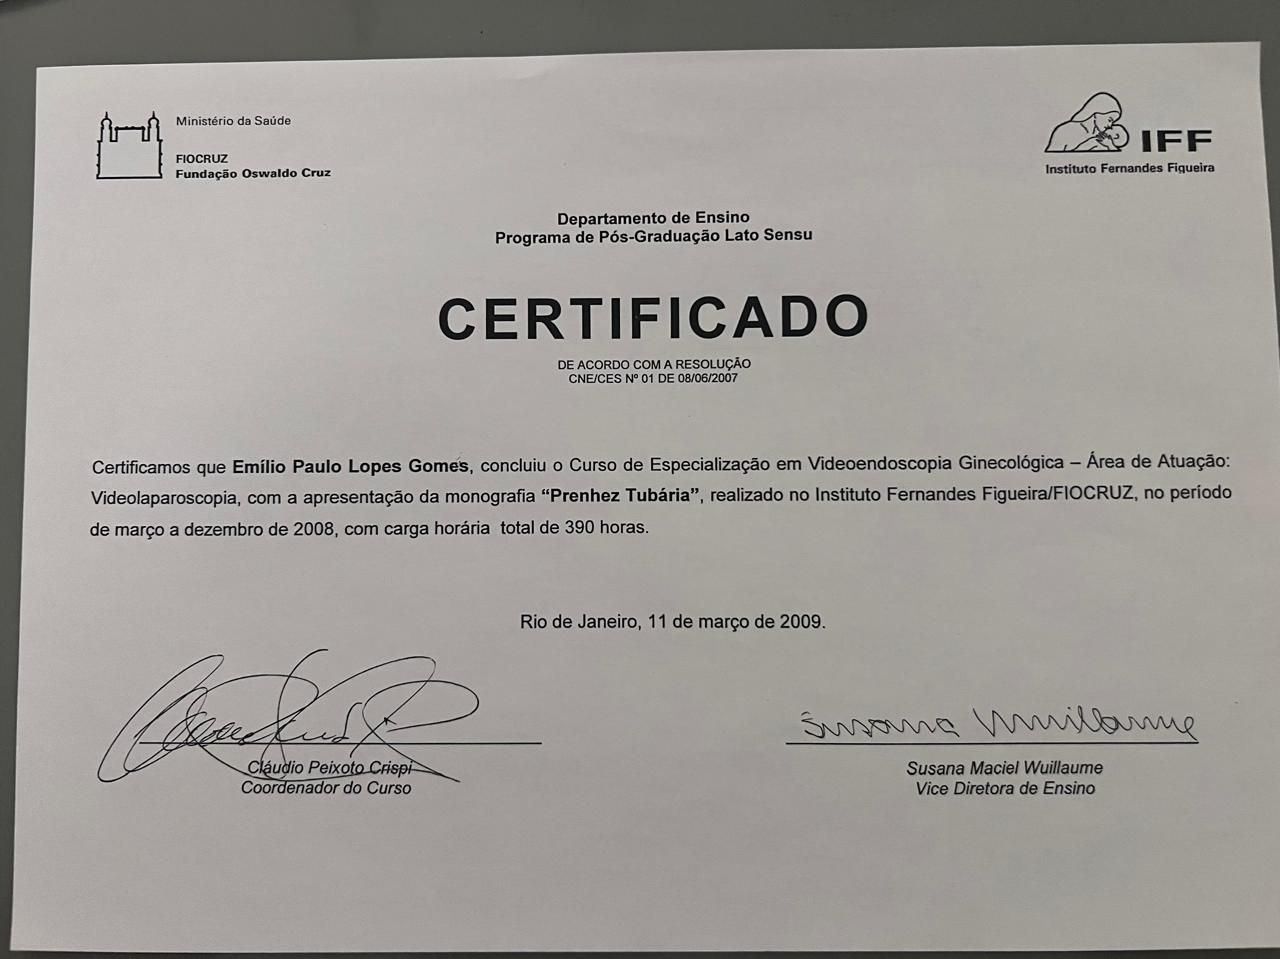 Ministério da Saúde
FIOCRUZ
Fundação Oswaldo Cruz
IFF
Instituto Fernandes Figueira
Departamento de Ensino
Programa de Pós-Graduação Lato Sensu
CERTIFICADO
DE ACORDO COM A RESOLUÇÃO
CNE/CES Nº 01 DE 08/06/2007
Certificamos que Emílio Paulo Lopes Gomes, concluiu o Curso de Especialização em Videoendoscopia Ginecológica – Área de Atuação:
Videolaparoscopia, com a apresentação da monografia “Prenhez Tubária”, realizado no Instituto Fernandes Figueira/FIOCRUZ, no período
de março a dezembro de 2008, com carga horária total de 390 horas.
Rio de Janeiro, 11 de março de 2009.
Susana Wuillaume
Cláudio Peixoto Crispi
Coordenador do Curso
Susana Maciel Wuillaume
Vice Diretora de Ensino